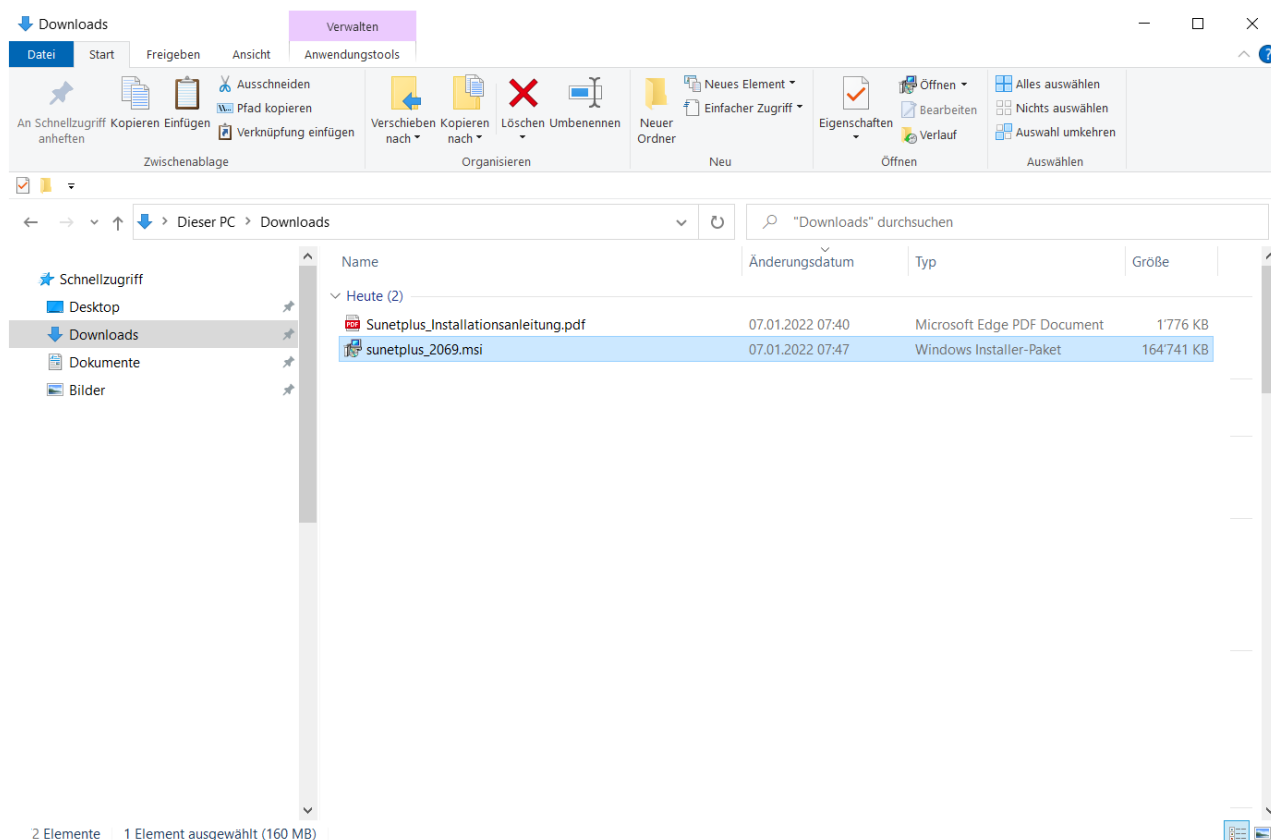 Downloads
Verwalten
Datei Start Freigeben Ansicht Anwendungstools
An Schnellzugriff anheften
Kopieren Einfügen
Ausschneiden
Pfad kopieren
Verknüpfung einfügen
Zwischenablage
Verschieben nach
Kopieren nach
Löschen Umbenennen
Organisieren
Neuer Ordner
Neues Element
Einfacher Zugriff
Neu
Eigenschaften
Öffnen
Bearbeiten
Verlauf
Öffnen
Alles auswählen
Nichts auswählen
Auswahl umkehren
Auswählen
Dieser PC > Downloads
"Downloads" durchsuchen
Schnellzugriff
Desktop
Downloads
Dokumente
Bilder
Name Änderungsdatum Typ Größe
Heute (2)
PDF Sunetplus_Installationsanleitung.pdf 07.01.2022 07:40 Microsoft Edge PDF Document 1'776 KB
sunetplus_2069.msi 07.01.2022 07:47 Windows Installer-Paket 164'741 KB
2 Elemente 1 Element ausgewählt (160 MB)